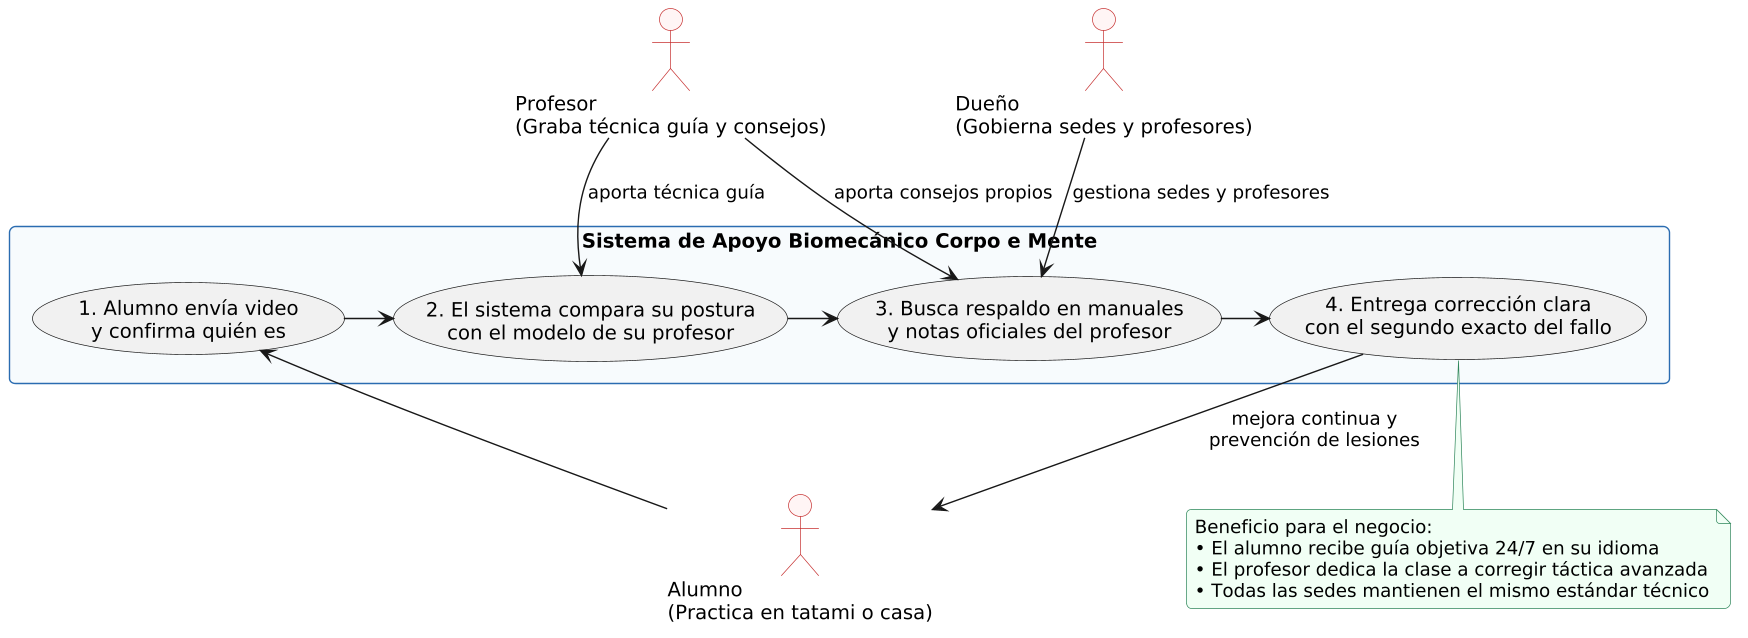 Profesor
(Graba técnica guía y consejos)
Dueño
(Gobierna sedes y profesores)
aporta técnica guía
aporta consejos propios
gestiona sedes y profesores
Sistema de Apoyo Biomecánico Corpo e Mente
1. Alumno envía video
y confirma quién es
2. El sistema compara su postura
con el modelo de su profesor
3. Busca respaldo en manuales
y notas oficiales del profesor
4. Entrega corrección clara
con el segundo exacto del fallo
mejora continua y
prevención de lesiones
Alumno
(Practica en tatami o casa)
Beneficio para el negocio:
• El alumno recibe guía objetiva 24/7 en su idioma
• El profesor dedica la clase a corregir táctica avanzada
• Todas las sedes mantienen el mismo estándar técnico